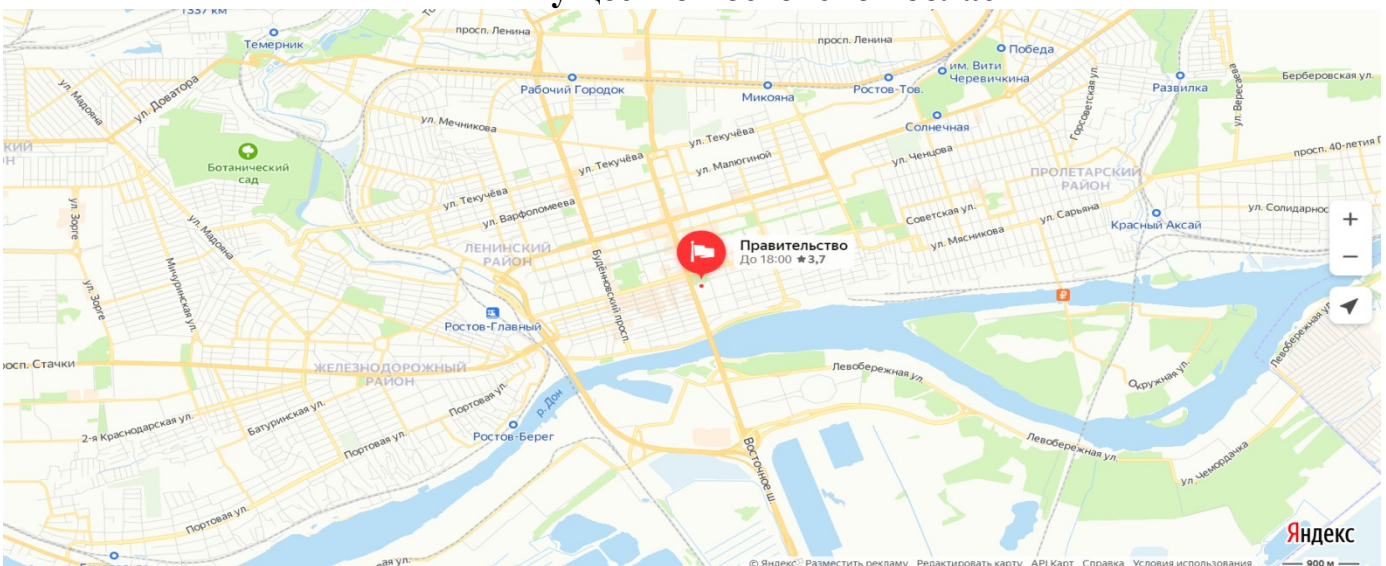 1337 км
просп. Ленина
Темерник
просп. Ленина
Победа
им. Вити
Черевичкина
Рабочий Городок
Микояна
Ростов-Тов.
Развилка
Берберовская ул.
ул. Вересаева
Горсоветская ул.
ул. Мадояна
ул. Доватора
ул. Мечникова
Солнечная
ул. Текучёва
ул. Текучёва
ул. Малюгиной
ул. Ченцова
просп. 40-летия
Ботанический
сад
ПРОЛЕТАРСКИЙ
РАЙОН
ул. Текучёва
ул. Варфоломеева
Советская ул.
ул. Сарьяна
ул. Солидарнос
ул. Зорге
ул. Мадояна
Красный Аксай
ул. Мясникова
ЛЕНИНСКИЙ
РАЙОН
Правительство
До 18:00 ★3,7
Мичуринская ул.
Будённовский просп.
ул. Зорге
Ростов-Главный
Левобережная ул.
просп. Стачки
ЖЕЛЕЗНОДОРОЖНЫЙ
РАЙОН
Левобережная ул.
Окружная ул.
Портовая ул.
р. Дон
2-я Краснодарская ул.
Батуринская ул.
Портовая ул.
Ростов-Берег
Восточное ш.
Левобережная ул.
ул. Чемордачка
Портовая ул.
Яндекс
© Яндекс Разместить рекламу Редактировать карту API Карт Справка Условия использования 900 м